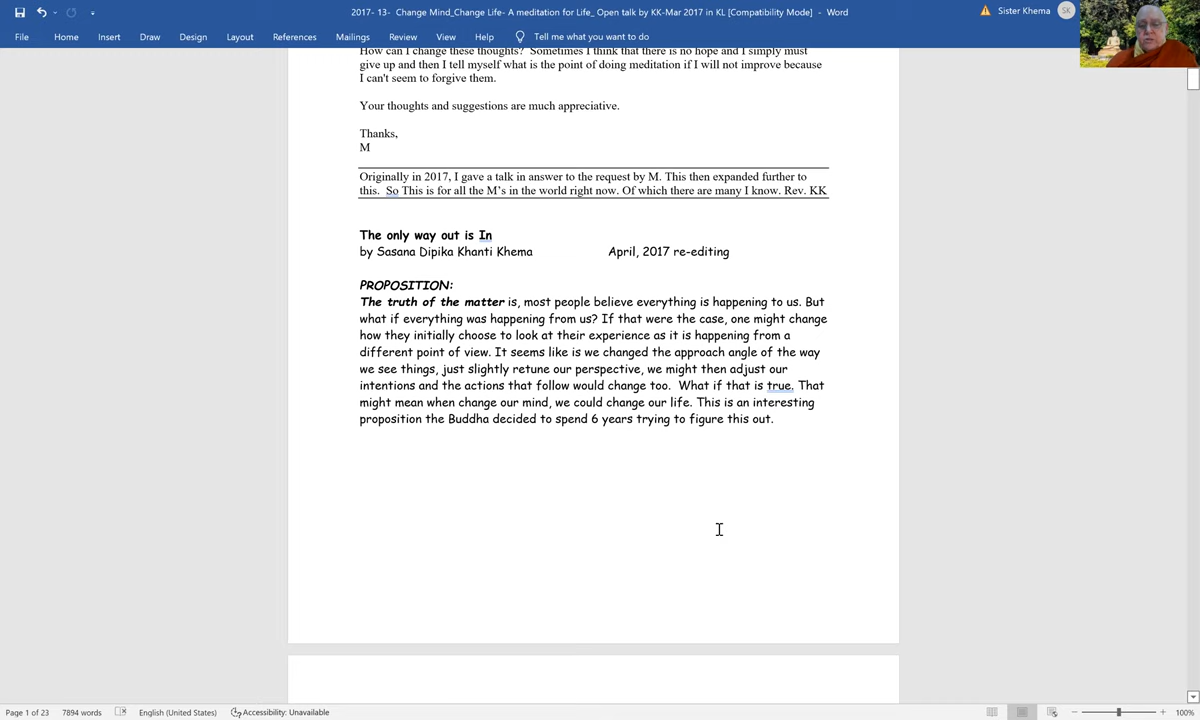 2017- 13- Change Mind_Change Life- A meditation for Life_ Open talk by KK-Mar 2017 in KL [Compatibility Mode] - Word
Sister Khema
SK
File Home Insert Draw Design Layout References Mailings Review View Help Tell me what you want to do
How can I change these thoughts? Sometimes I think that there is no hope and I simply must
give up and then I tell myself what is the point of doing meditation if I will not improve because
I can't seem to forgive them.
Your thoughts and suggestions are much appreciative.
Thanks,
M
Originally in 2017, I gave a talk in answer to the request by M. This then expanded further to
this. So This is for all the M's in the world right now. Of which there are many I know. Rev. KK
The only way out is In
by Sasana Dipika Khanti Khema April, 2017 re-editing
PROPOSITION:
The truth of the matter is, most people believe everything is happening to us. But
what if everything was happening from us? If that were the case, one might change
how they initially choose to look at their experience as it is happening from a
different point of view. It seems like is we changed the approach angle of the way
we see things, just slightly retune our perspective, we might then adjust our
intentions and the actions that follow would change too. What if that is true. That
might mean when change our mind, we could change our life. This is an interesting
proposition the Buddha decided to spend 6 years trying to figure this out.
Page 1 of 23 7894 words English (United States) Accessibility: Unavailable 100%